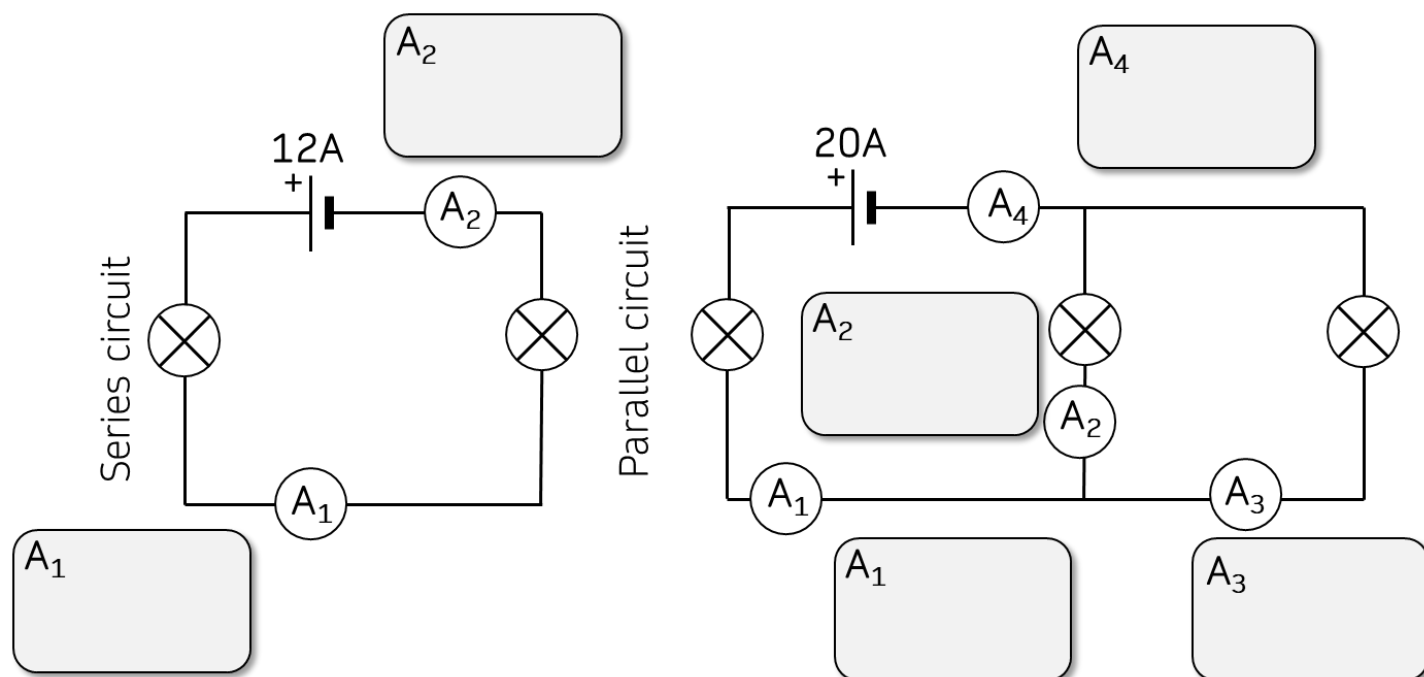 A₂
12A
+
A₂
Series circuit
A₁
A₁
A₄
20A
+
A₄
Parallel circuit
A₂
A₂
A₁
A₃
A₁
A₃